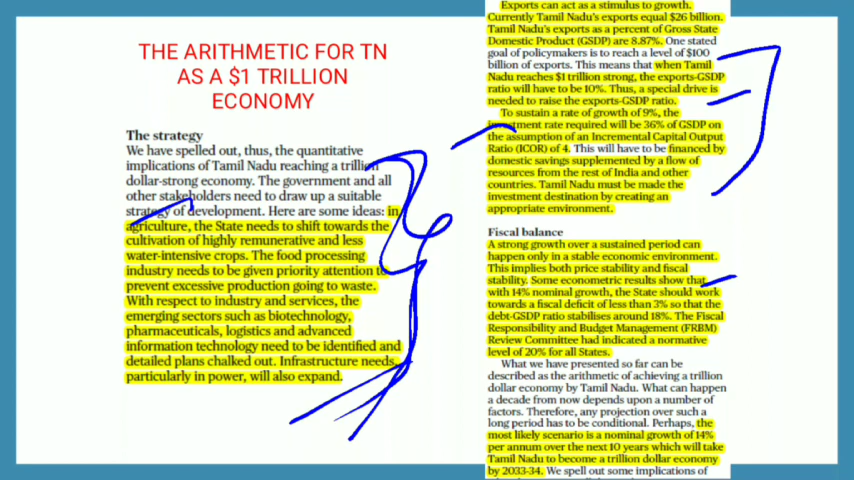 THE ARITHMETIC FOR TN
AS A $1 TRILLION
ECONOMY
The strategy
We have spelled out, thus, the quantitative
implications of Tamil Nadu reaching a trillion
dollar-strong economy. The government and all
other stakeholders need to draw up a suitable
strategy of development. Here are some ideas: in
agriculture, the State needs to shift towards the
cultivation of highly remunerative and less
water-intensive crops. The food processing
industry needs to be given priority attention to
prevent excessive production going to waste.
With respect to industry and services, the
emerging sectors such as biotechnology,
pharmaceuticals, logistics and advanced
information technology need to be identified and
detailed plans chalked out. Infrastructure needs,
particularly in power, will also expand.
Exports can act as a stimulus to growth.
Currently Tamil Nadu's exports equal $26 billion.
Tamil Nadu's exports as a percent of Gross State
Domestic Product (GSDP) are 8.87%. One stated
goal of policymakers is to reach a level of $100
billion of exports. This means that when Tamil
Nadu reaches $1 trillion strong, the exports-GSDP
ratio will have to be 10%. Thus, a special drive is
needed to raise the exports-GSDP ratio.
To sustain a rate of growth of 9%, the
investment rate required will be 36% of GSDP on
the assumption of an Incremental Capital Output
Ratio (ICOR) of 4. This will have to be financed by
domestic savings supplemented by a flow of
resources from the rest of India and other
countries. Tamil Nadu must be made the
investment destination by creating an
appropriate environment.
Fiscal balance
A strong growth over a sustained period can
happen only in a stable economic environment.
This implies both price stability and fiscal
stability. Some econometric results show that
with 14% nominal growth, the State should work
towards a fiscal deficit of less than 3% so that the
debt-GSDP ratio stabilises around 18%. The Fiscal
Responsibility and Budget Management (FRBM)
Review Committee had indicated a normative
level of 20% for all States.
What we have presented so far can be
described as the arithmetic of achieving a trillion
dollar economy by Tamil Nadu. What can happen
a decade from now depends upon a number of
factors. Therefore, any projection over such a
long period has to be conditional. Perhaps, the
most likely scenario is a nominal growth of 14%
per annum over the next 10 years which will take
Tamil Nadu to become a trillion dollar economy
by 2033-34. We spell out some implications of